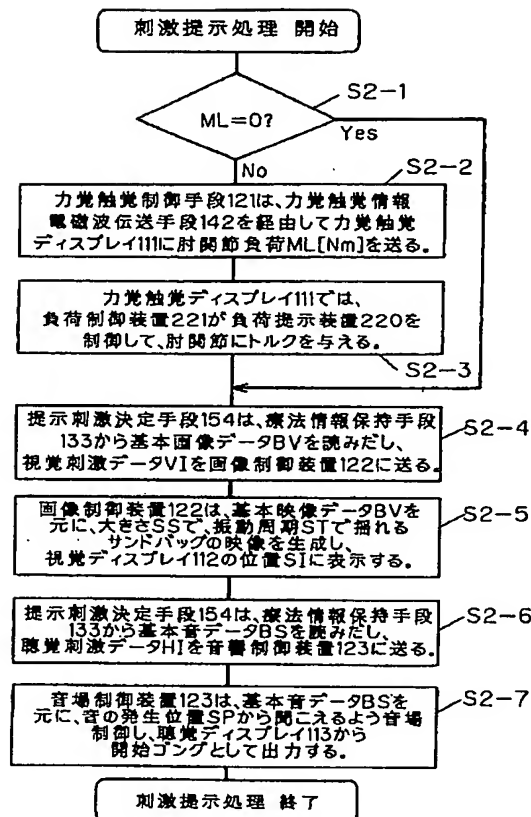 刺激提示処理 開始
S2-1
ML=0?
Yes
No
S2-2
力覚触覚制御手段121は、力覚触覚情報
電磁波伝送手段142を経由して力覚触覚
ディスプレイ111に肘関節負荷ML[Nm]を送る。
力覚触覚ディスプレイ111では、
負荷制御装置221が負荷提示装置220を
制御して、肘関節にトルクを与える。
S2-3
提示刺激決定手段154は、療法情報保持手段
133から基本画像データBVを読みだし、
視覚刺激データVIを画像制御装置122に送る。
S2-4
画像制御装置122は、基本映像データBVを
元に、大きさSSで、振動周期STで揺れる
サンドバッグの映像を生成し、
視覚ディスプレイ112の位置SIに表示する。
S2-5
提示刺激決定手段154は、療法情報保持手段
133から基本音データBSを読みだし、
聴覚刺激データHIを音響制御装置123に送る。
S2-6
音場制御装置123は、基本音データBSを
元に、音の発生位置SPから聞こえるよう音場
制御し、聴覚ディスプレイ113から
開始ゴングとして出力する。
S2-7
刺激提示処理 終了